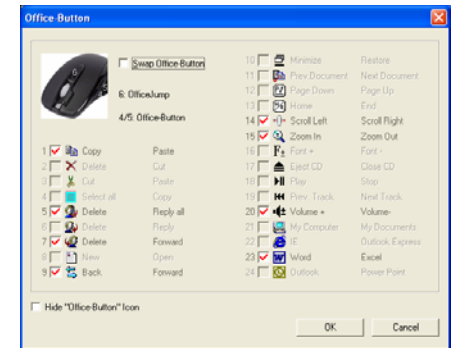 Office-Button
Swap Office-Button
6: OfficeJump
4/5: Office-Button
1 Copy Paste
2 Delete Cut
3 Cut Paste
4 Select all Copy
5 Delete Reply all
6 Delete Reply
7 Delete Forward
8 New Open
9 Back Forward
10 Minimize Restore
11 Prev.Document Next Document
12 Page Down Page Up
13 Home End
14 Scroll Left Scroll Right
15 Zoom In Zoom Out
16 Font + Font -
17 Eject CD Close CD
18 Play Stop
19 Prev. Track Next Track
20 Volume + Volume-
21 My Computer My Documents
22 IE Outlook Express
23 Word Excel
24 Outlook Power Point
Hide "Office-Button" Icon
OK Cancel